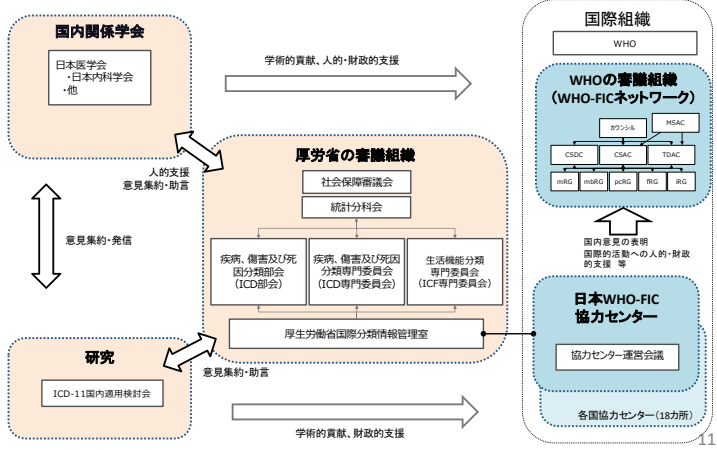 国内関係学会
日本医学会
・日本内科学会
・他
学術的貢献、人的・財政的支援
国際組織
WHO
WHOの審議組織
（WHO-FICネットワーク）
カウンシル
MSAC
CSDC
CSAC
TDAC
mRG
mbRG
pcRG
fRG
iRG
人的支援
意見集約・助言
厚労省の審議組織
社会保障審議会
統計分科会
疾病、傷害及び死
因分類部会
（ICD部会）
疾病、傷害及び死因
分類専門委員会
（ICD専門委員会）
生活機能分類
専門委員会
（ICF専門委員会）
厚生労働省国際分類情報管理室
意見集約・発信
国内意見の表明
国際的活動への人的・財政
的支援 等
日本WHO-FIC
協力センター
協力センター運営会議
各国協力センター（18カ所）
研究
ICD-11国内適用検討会
意見集約・助言
学術的貢献、財政的支援
11